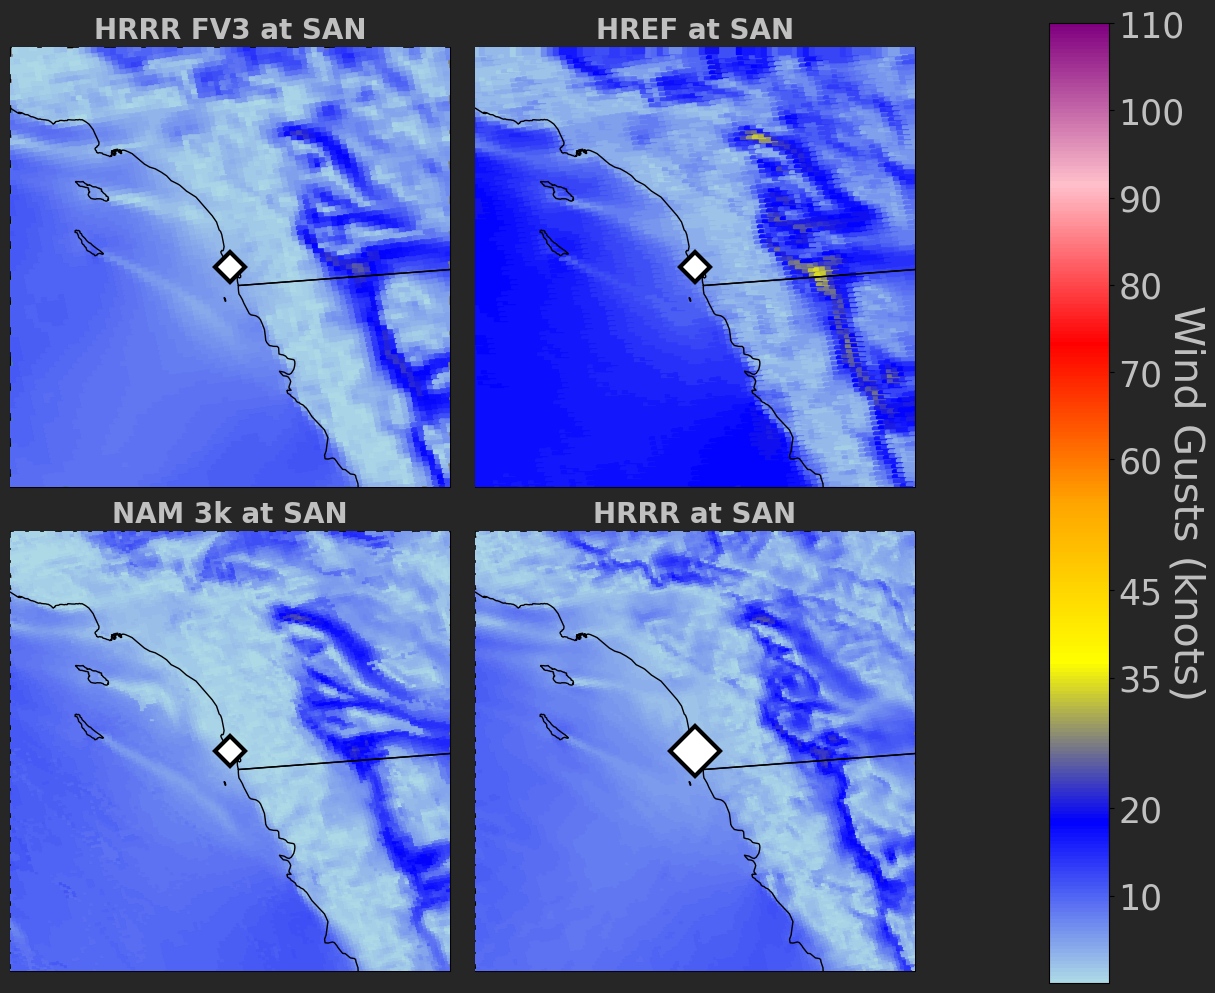 HRRR FV3 at SAN
HREF at SAN
NAM 3k at SAN
HRRR at SAN
110
100
90
80
70
60
45
35
20
10
Wind Gusts (knots)